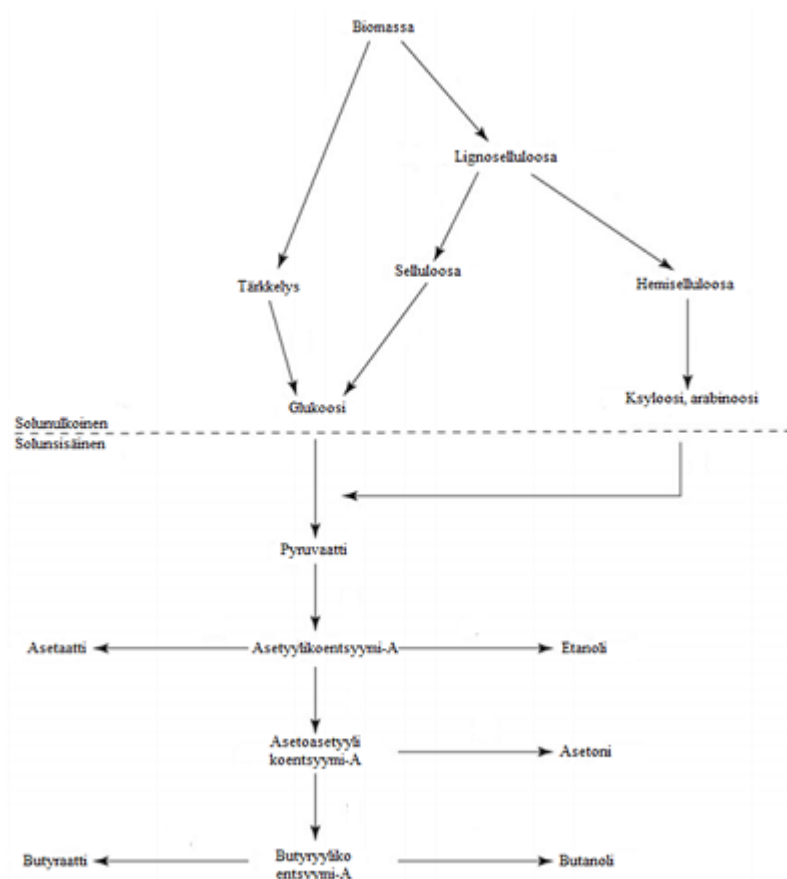 Biomassa
Lignoselluloosa
Tärkkelys
Selluloosa
Hemiselluloosa
Glukoosi
Ksyloosi, arabinoosi
Solunulkoinen
Solunsisäinen
Pyruvaatti
Asetaatti
Asetyylikoentsyymi-A
Etanoli
Asetoasetyyli
koentsyymi-A
Asetoni
Butyraatti
Butyryyliko
entsyymi-A
Butanoli